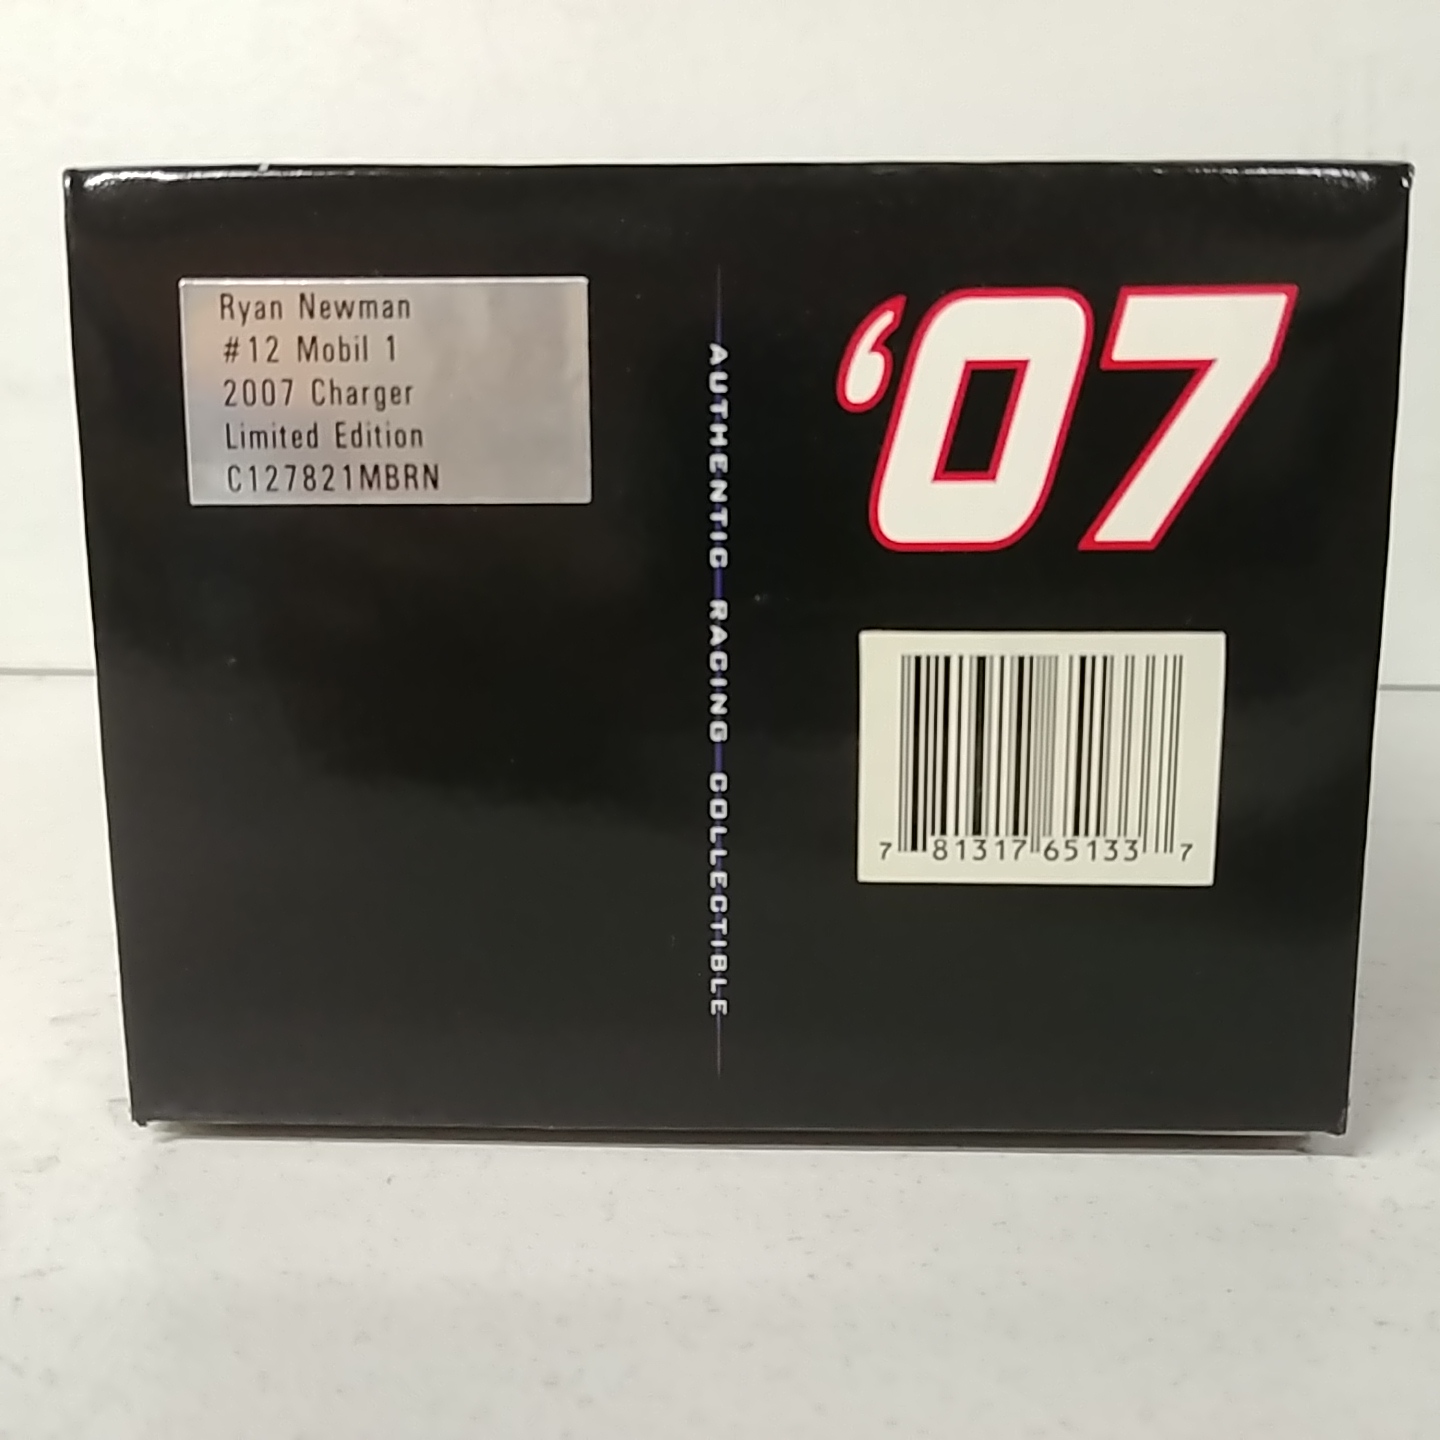 Ryan Newman
#12 Mobil 1
2007 Charger
Limited Edition
C127821MBRN
AUTHENTIC RACING COLLECTIBLE
‘07
7 81317 65133 7